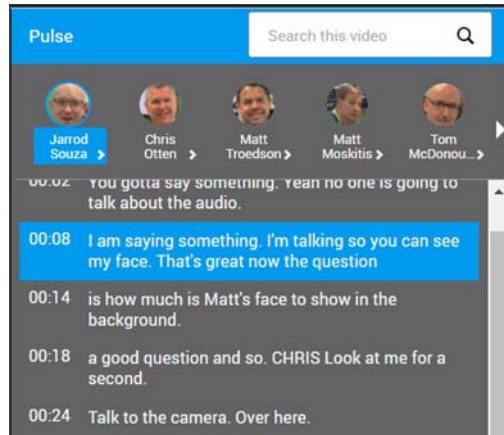 Pulse
Search this video
Jarrod
Souza >
Chris
Otten >
Matt
Troedson >
Matt
Moskitis >
Tom
McDonou... >
00:02 You gotta say something. Yeah no one is going to
talk about the audio.
00:08 I am saying something. I'm talking so you can see
my face. That's great now the question
00:14 is how much is Matt's face to show in the
background.
00:18 a good question and so. CHRIS Look at me for a
second.
00:24 Talk to the camera. Over here.